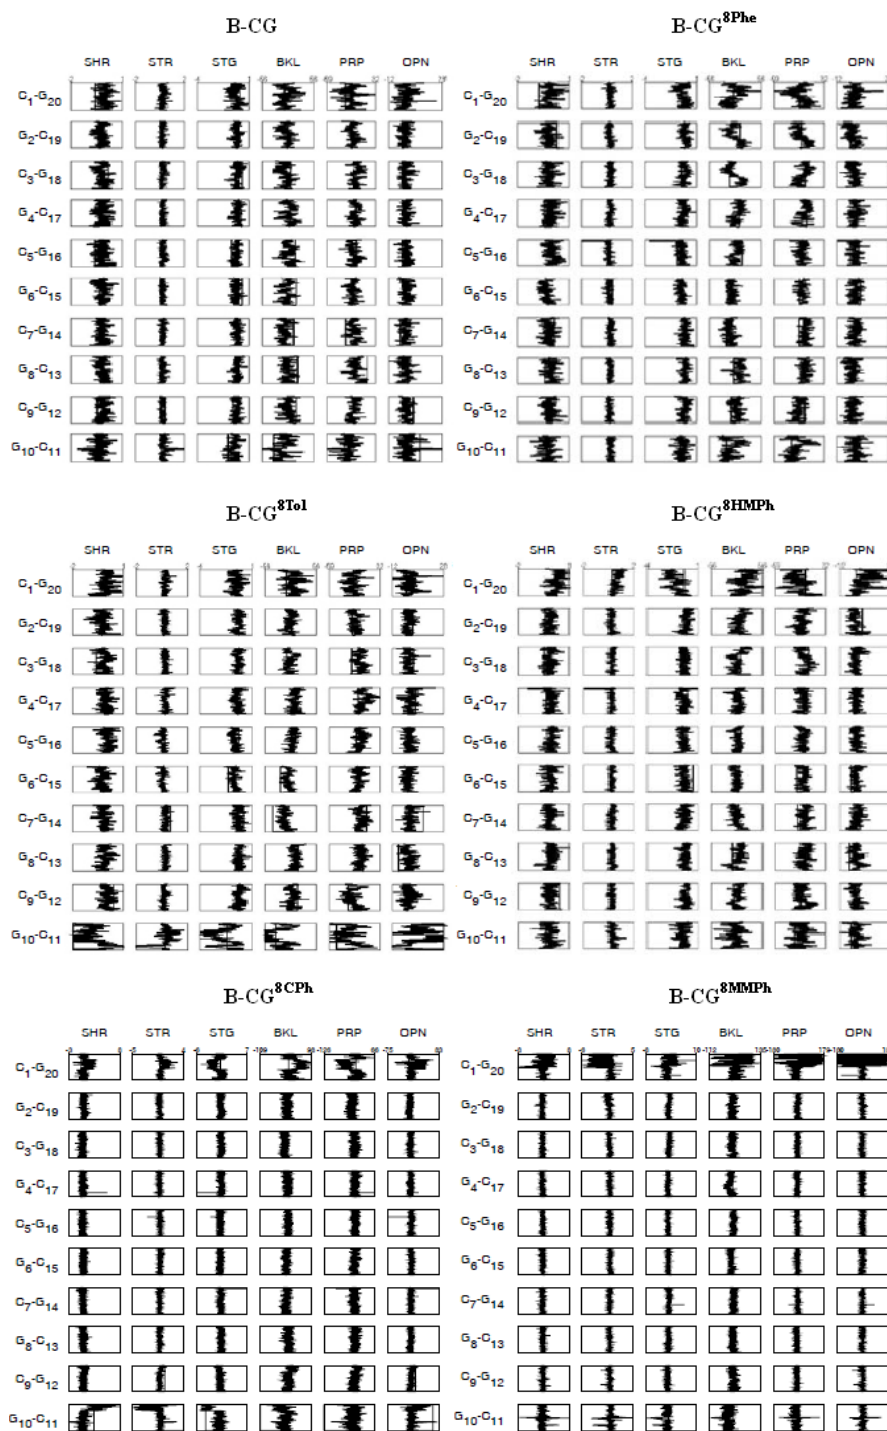 B-CG
B-CG8Phe
SHR STR STG BKL PRP OPN
SHR STR STG BKL PRP OPN
C1-G20
G2-C19
C3-G18
G4-C17
C5-G16
G6-C15
C7-G14
G8-C13
C9-G12
G10-C11
C1-G20
G2-C19
C3-G18
G4-C17
C5-G16
G6-C15
C7-G14
G8-C13
C9-G12
G10-C11
B-CG8Tol
B-CG8HMPh
SHR STR STG BKL PRP OPN
SHR STR STG BKL PRP OPN
C1-G20
G2-C19
C3-G18
G4-C17
C5-G16
G6-C15
C7-G14
G8-C13
C9-G12
G10-C11
C1-G20
G2-C19
C3-G18
G4-C17
C5-G16
G6-C15
C7-G14
G8-C13
C9-G12
G10-C11
B-CG8CPh
B-CG8MMPh
SHR STR STG BKL PRP OPN
SHR STR STG BKL PRP OPN
C1-G20
G2-C19
C3-G18
G4-C17
C5-G16
G6-C15
C7-G14
G8-C13
C9-G12
G10-C11
C1-G20
G2-C19
C3-G18
G4-C17
C5-G16
G6-C15
C7-G14
G8-C13
C9-G12
G10-C11